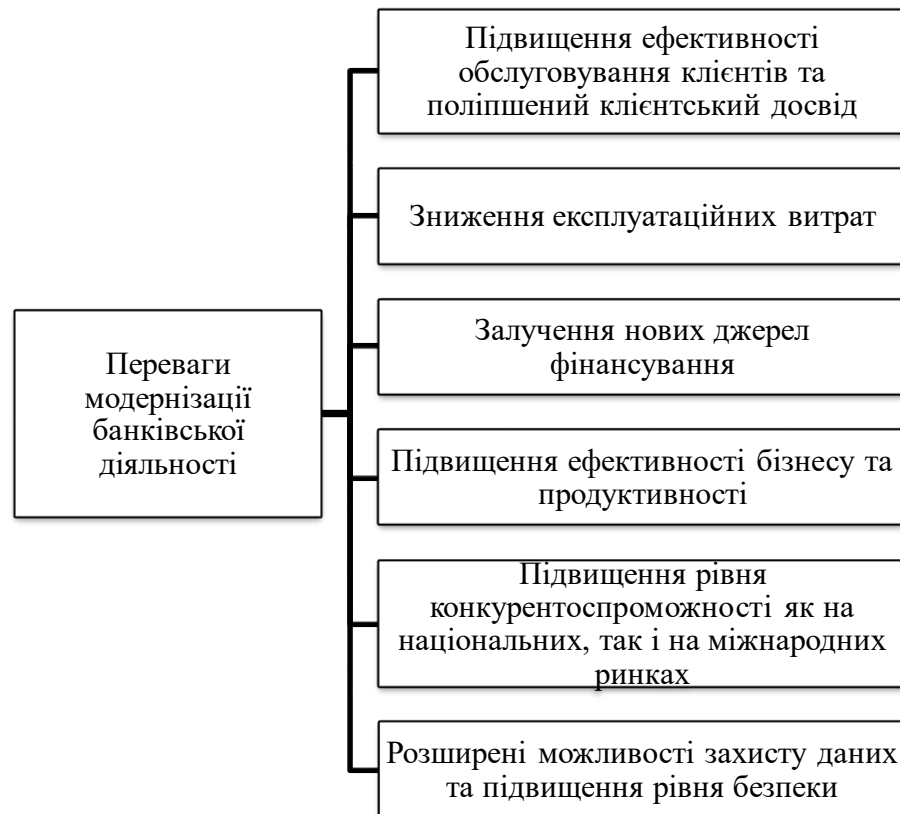 Підвищення ефективності
обслуговування клієнтів та
поліпшений клієнтський досвід
Зниження експлуатаційних витрат
Залучення нових джерел
фінансування
Переваги
модернізації
банківської
діяльності
Підвищення ефективності бізнесу та
продуктивності
Підвищення рівня
конкурентоспроможності як на
національних, так і на міжнародних
ринках
Розширені можливості захисту даних
та підвищення рівня безпеки